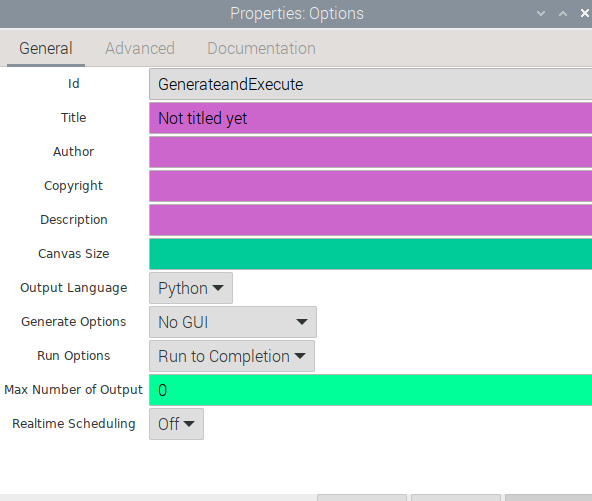 Properties: Options
General Advanced Documentation
Id GenerateandExecute
Title Not titled yet
Author
Copyright
Description
Canvas Size
Output Language Python
Generate Options No GUI
Run Options Run to Completion
Max Number of Output 0
Realtime Scheduling Off